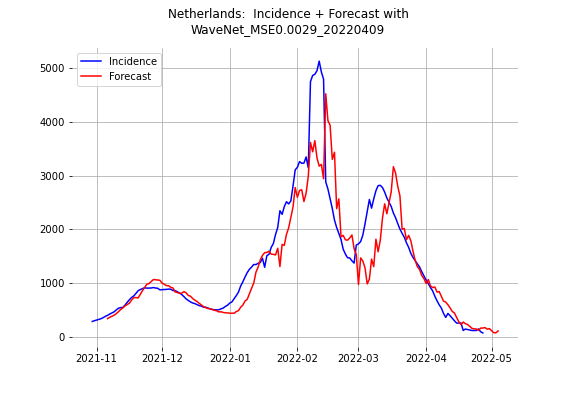 Netherlands:  Incidence + Forecast with
WaveNet_MSE0.0029_20220409
Incidence
Forecast
5000
4000
3000
2000
1000
0
2021-11 2021-12 2022-01 2022-02 2022-03 2022-04 2022-05